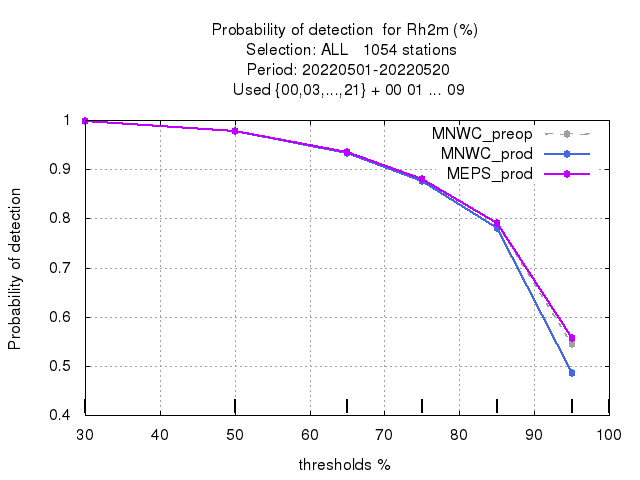 Probability of detection  for Rh2m (%)
Selection: ALL   1054 stations
Period: 20220501-20220520
Used {00,03,...,21} + 00 01 ... 09
MNWC_preop
MNWC_prod
MEPS_prod
Probability of detection
1
0.9
0.8
0.7
0.6
0.5
0.4
30 40 50 60 70 80 90 100
thresholds %